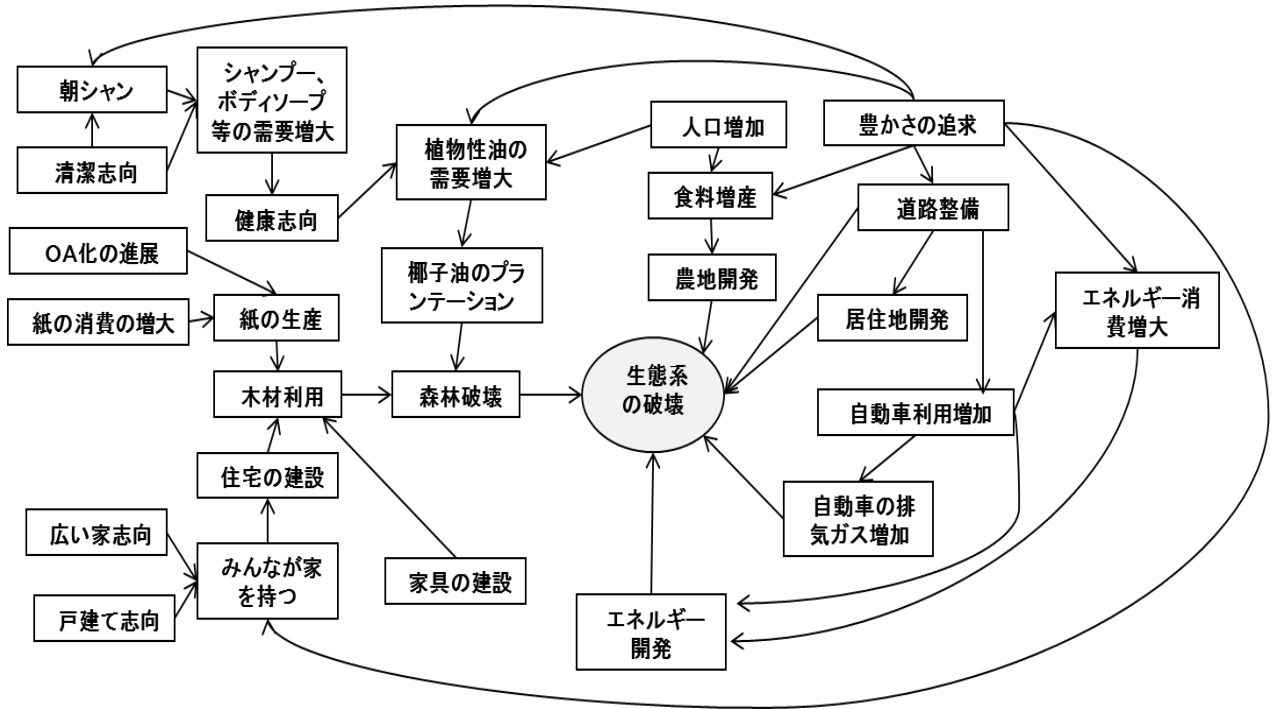 朝シャン
シャンプー、
ボディソープ
等の需要増大
清潔志向
健康志向
植物性油の
需要増大
人口増加
豊かさの追求
食料増産
道路整備
OA化の進展
椰子油のプラ
ンテーション
農地開発
エネルギー消
費増大
紙の消費の増大
紙の生産
居住地開発
木材利用
森林破壊
生態系
の破壊
自動車利用増加
住宅の建設
自動車の排
気ガス増加
広い家志向
みんなが家
を持つ
家具の建設
戸建て志向
エネルギー
開発